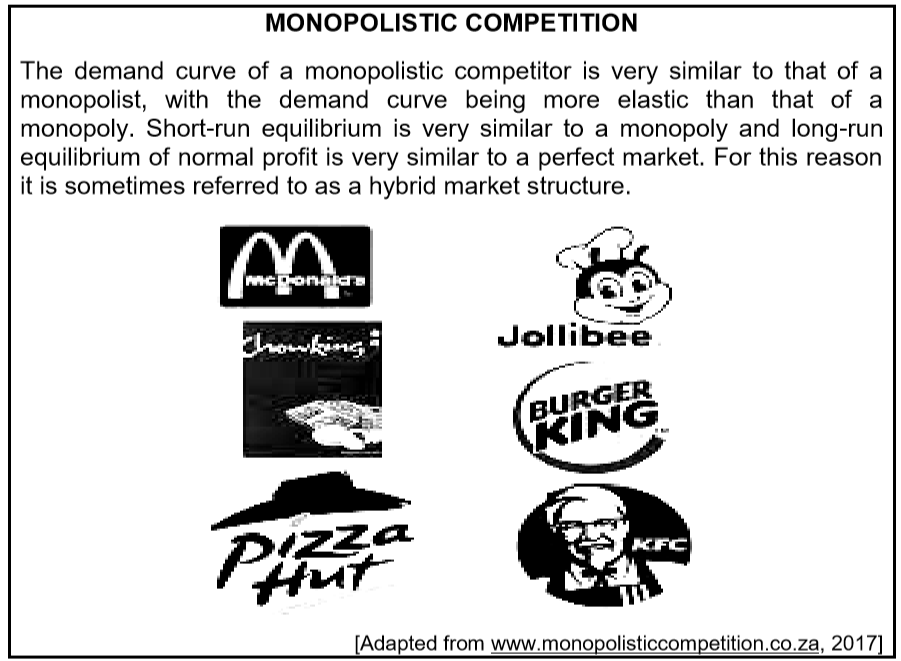 MONOPOLISTIC COMPETITION
The demand curve of a monopolistic competitor is very similar to that of a
monopolist, with the demand curve being more elastic than that of a
monopoly. Short-run equilibrium is very similar to a monopoly and long-run
equilibrium of normal profit is very similar to a perfect market. For this reason
it is sometimes referred to as a hybrid market structure.
McDonald's
Jollibee
Chowking
BURGER
KING
Pizza
Hut
KFC
[Adapted from www.monopolisticcompetition.co.za, 2017]